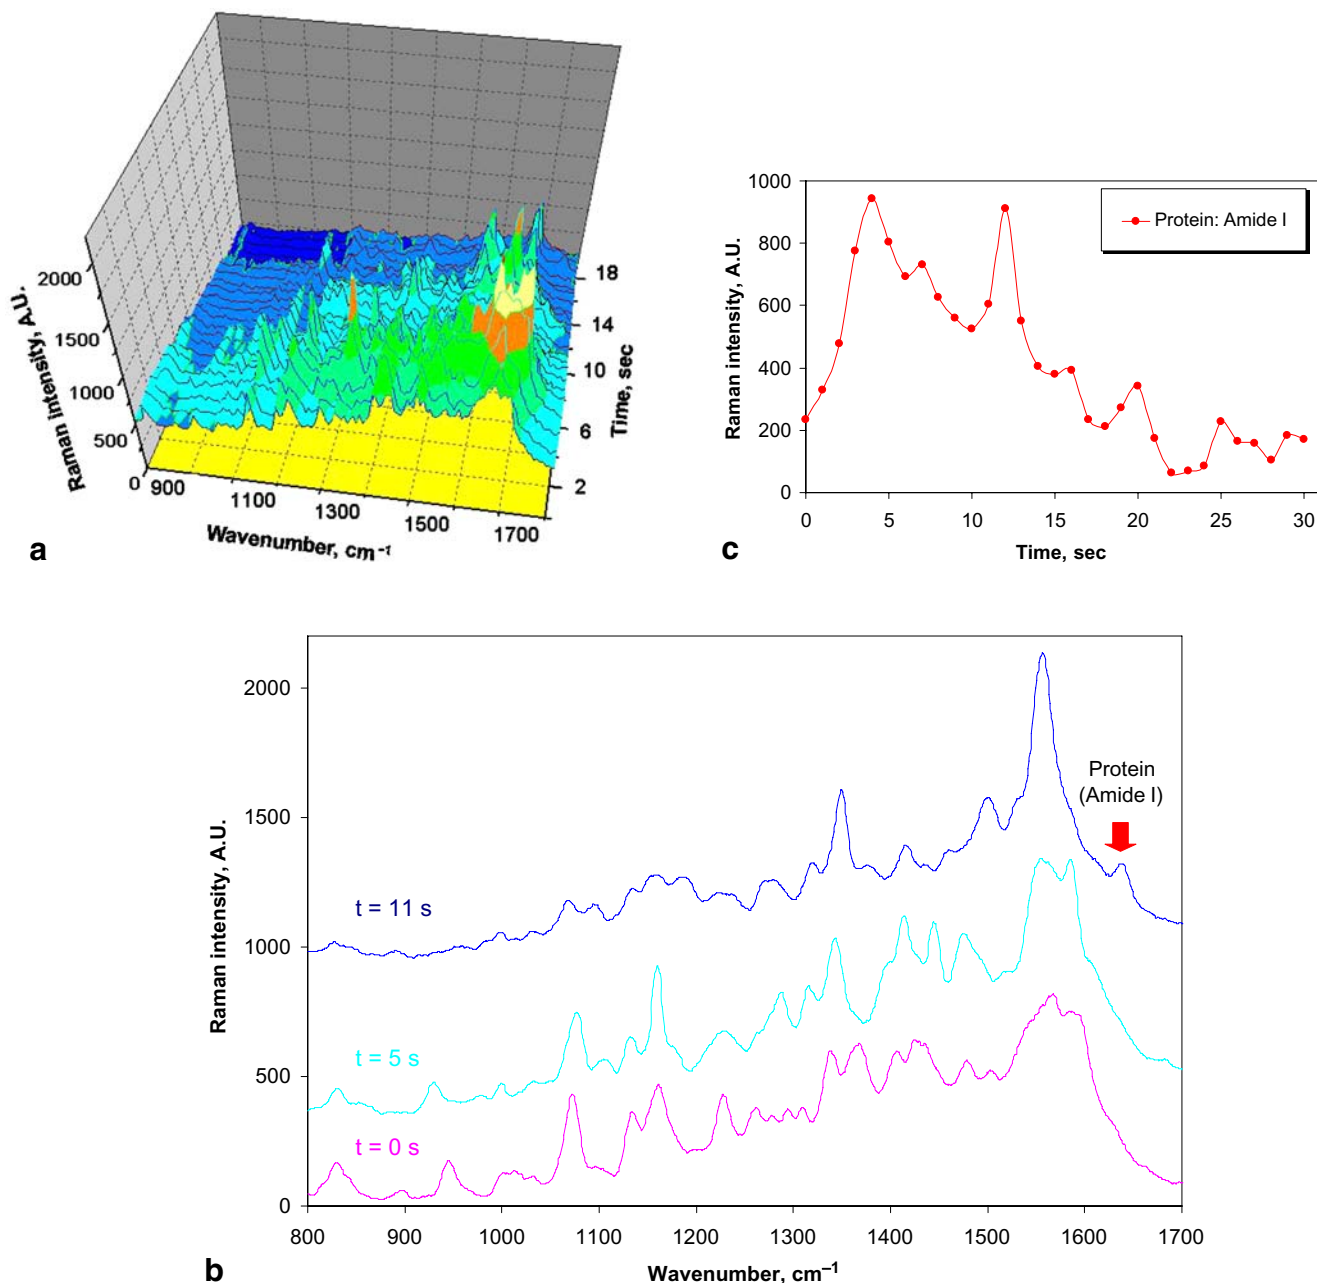 2000
1500
1000
500
0
Raman intensity, A.U.
900
1100
1300
1500
1700
Wavenumber, cm⁻¹
18
14
10
6
2
Time, sec
a
1000
800
600
400
200
0
Raman intensity, A.U.
Protein: Amide I
0 5 10 15 20 25 30
Time, sec
c
2000
1500
1000
500
0
Raman intensity, A.U.
Protein
(Amide I)
t = 11 s
t = 5 s
t = 0 s
800 900 1000 1100 1200 1300 1400 1500 1600 1700
Wavenumber, cm⁻¹
b